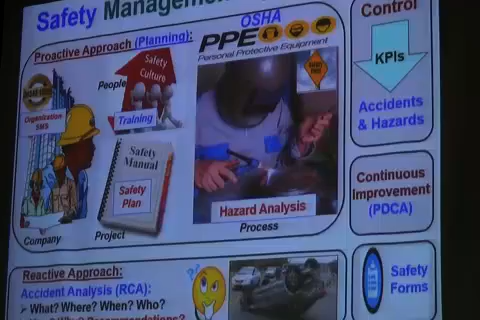 Safety Management
Proactive Approach (Planning):
OSHA
PPE
Personal Protective Equipment
People
Safety
Culture
Training
Organization
SMS
Company
Safety
Manual
Safety
Plan
Project
Hazard Analysis
Process
Control
KPIs
Accidents
& Hazards
Continuous
Improvement
(PDCA)
Reactive Approach:
Accident Analysis (RCA):
➤ What? Where? When? Who?
Safety
Forms